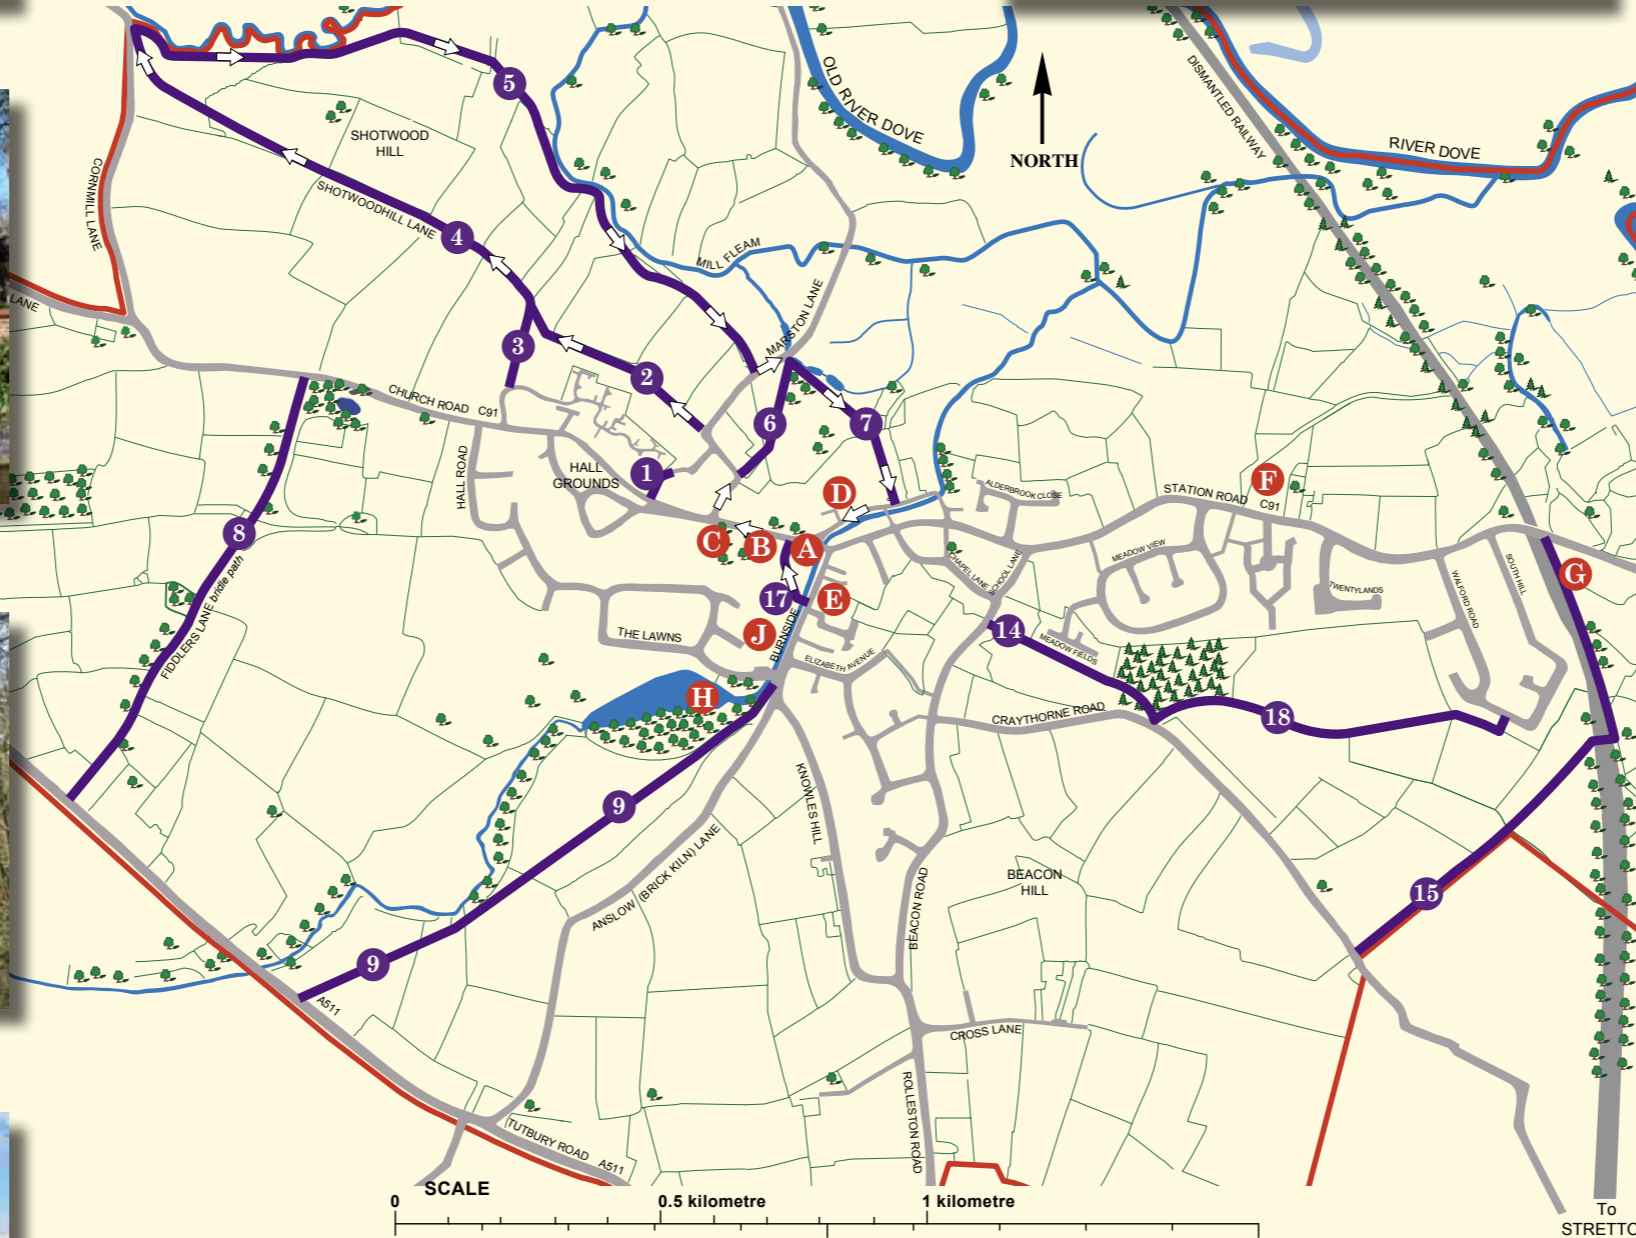 OLD RIVER DOVE
DISMANTLED RAILWAY
RIVER DOVE
NORTH
5
SHOTWOOD
HILL
CORNMILL LANE
SHOTWOODHILL LANE
4
MILL FLEAM
MARSTON LANE
LANE
3
2
CHURCH ROAD C91
6
7
HALL ROAD
HALL
GROUNDS
1
D
ALDERBROOK CLOSE
STATION ROAD
C91
F
8
C
B
A
CHAPEL LANE
SCHOOL LANE
MEADOW VIEW
TWENTYLANDS
WALFORD ROAD
SOUTH HILL
G
FIDDLERS LANE bridle path
17
E
THE LAWNS
J
BURNSIDE
ELIZABETH AVENUE
14
MEADOW FIELDS
H
CRAYTHORNE ROAD
18
KNOWLES HILL
9
ANSLOW (BRICK KILN) LANE
BEACON ROAD
BEACON
HILL
15
9
A511
CROSS LANE
ROLLESTON ROAD
TUTBURY ROAD A511
SCALE
0 0.5 kilometre 1 kilometre
To
STRETTO